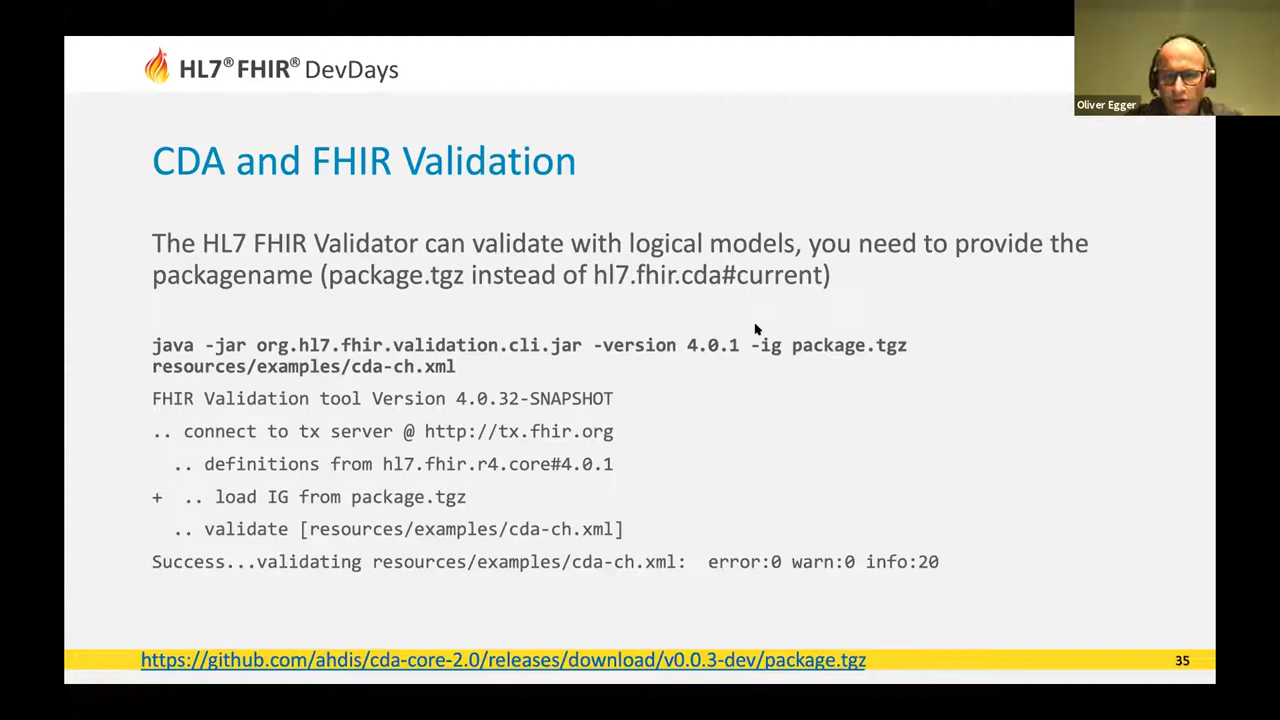 HL7® FHIR® DevDays
Oliver Egger
CDA and FHIR Validation
The HL7 FHIR Validator can validate with logical models, you need to provide the
packagename (package.tgz instead of hl7.fhir.cda#current)
java -jar org.hl7.fhir.validation.cli.jar -version 4.0.1 -ig package.tgz
resources/examples/cda-ch.xml
FHIR Validation tool Version 4.0.32-SNAPSHOT
.. connect to tx server @ http://tx.fhir.org
.. definitions from hl7.fhir.r4.core#4.0.1
+ .. load IG from package.tgz
.. validate [resources/examples/cda-ch.xml]
Success...validating resources/examples/cda-ch.xml: error:0 warn:0 info:20
https://github.com/ahdis/cda-core-2.0/releases/download/v0.0.3-dev/package.tgz
35